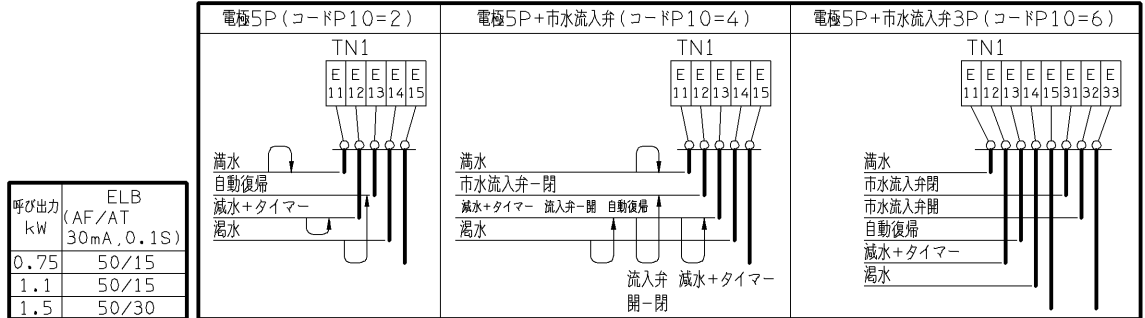 電極5P(コードP10=2)
電極5P+市水流入弁(コードP10=4)
電極5P+市水流入弁3P(コードP10=6)
TN1
E11 E12 E13 E14 E15
満水
自動復帰
減水+タイマー
渇水
TN1
E11 E12 E13 E14 E15
満水
市水流入弁-閉
減水+タイマー 流入弁-開 自動復帰
渇水
流入弁 減水+タイマー
開-閉
TN1
E11 E12 E13 E14 E15 E31 E32 E33
満水
市水流入弁閉
市水流入弁開
自動復帰
減水+タイマー
渇水
呼び出力 kW
ELB
(AF/AT
30mA,0.1S)
0.75 50/15
1.1 50/15
1.5 50/30